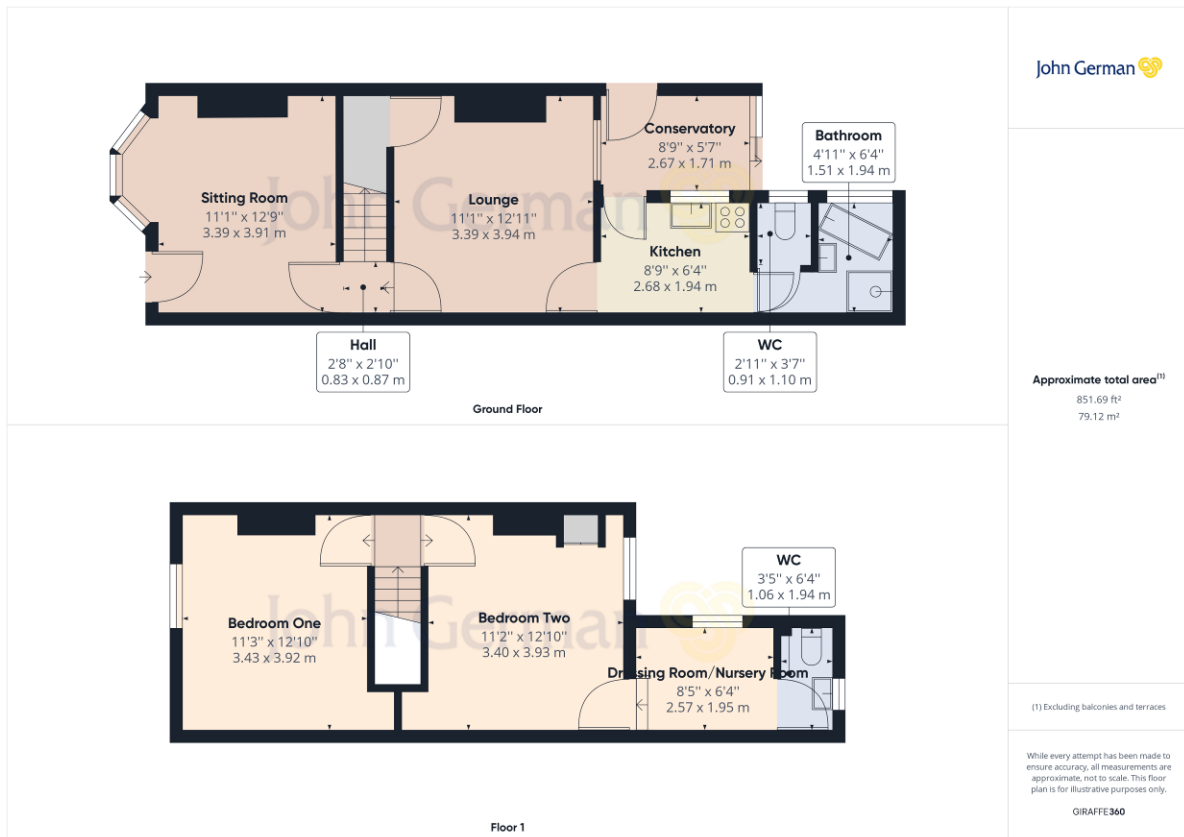 John German
Sitting Room
11'1" x 12'9"
3.39 x 3.91 m
Lounge
11'1" x 12'11"
3.39 x 3.94 m
Conservatory
8'9" x 5'7"
2.67 x 1.71 m
Bathroom
4'11" x 6'4"
1.51 x 1.94 m
Kitchen
8'9" x 6'4"
2.68 x 1.94 m
Hall
2'8" x 2'10"
0.83 x 0.87 m
WC
2'11" x 3'7"
0.91 x 1.10 m
John German
Ground Floor
Bedroom One
11'3" x 12'10"
3.43 x 3.92 m
Bedroom Two
11'2" x 12'10"
3.40 x 3.93 m
Dressing Room/Nursery Room
8'5" x 6'4"
2.57 x 1.95 m
WC
3'5" x 6'4"
1.06 x 1.94 m
John German
Floor 1
Approximate total area(1)
851.69 ft²
79.12 m²
(1) Excluding balconies and terraces
While every attempt has been made to
ensure accuracy, all measurements are
approximate, not to scale. This floor
plan is for illustrative purposes only.
GIRAFFE360